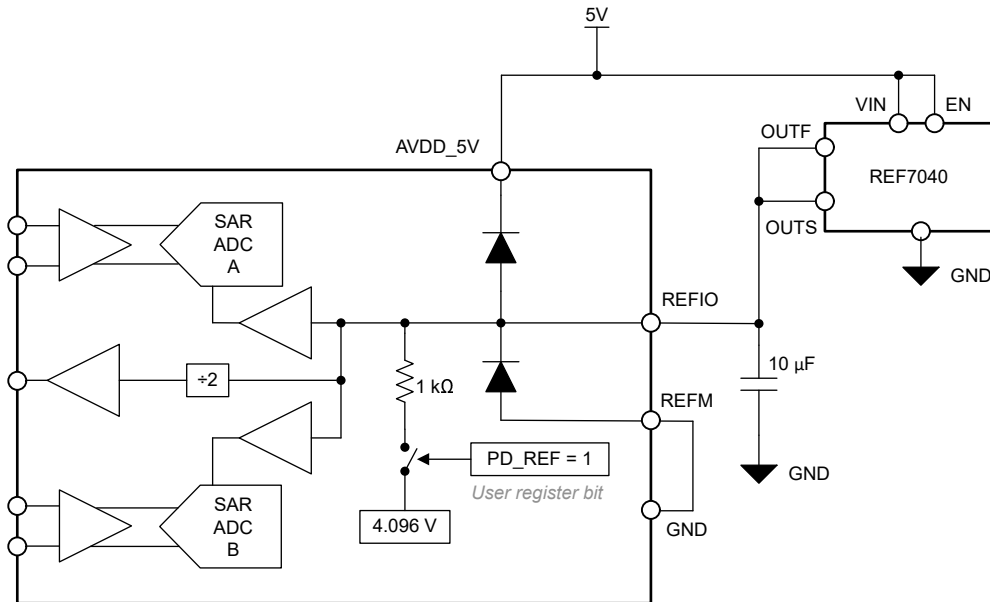 5V
VIN
EN
OUTF
AVDD_5V
REF7040
SAR
ADC
A
OUTS
GND
REFIO
10 µF
÷2
1 kΩ
REFM
PD_REF = 1
GND
User register bit
SAR
ADC
B
4.096 V
GND